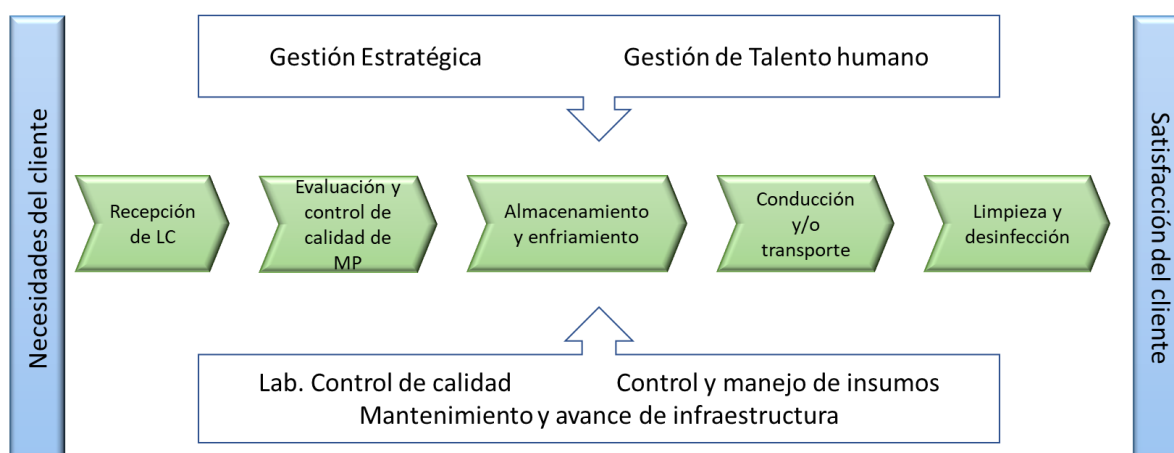 Necesidades del cliente
Gestión Estratégica
Gestión de Talento humano
Recepción
de LC
Evaluación y
control de
calidad de
MP
Almacenamiento
y enfriamiento
Conducción
y/o
transporte
Limpieza y
desinfección
Lab. Control de calidad
Control y manejo de insumos
Mantenimiento y avance de infraestructura
Satisfacción del cliente